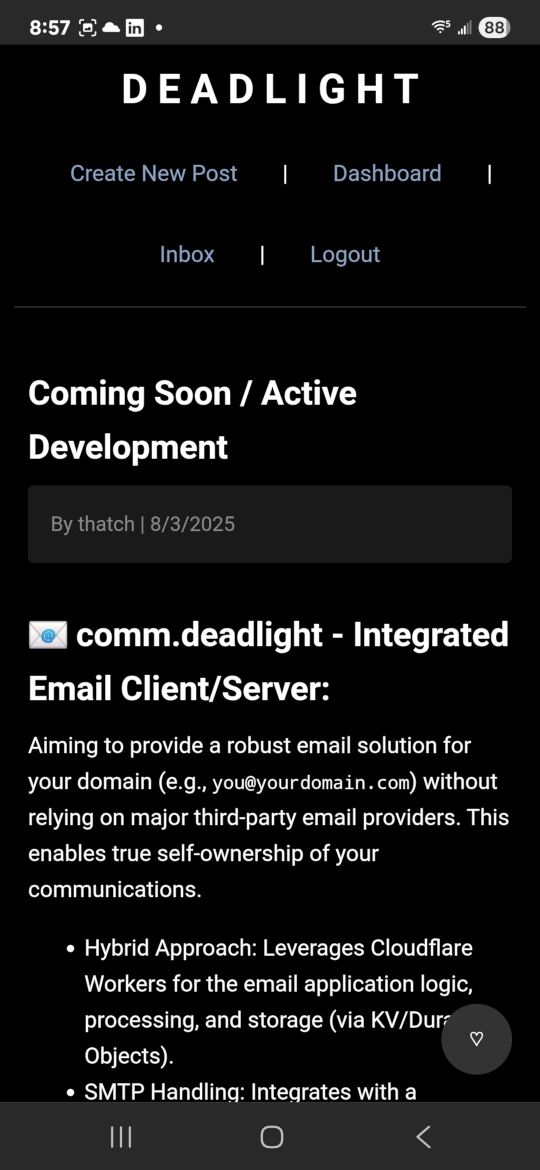 8:57
5
88
DEADLIGHT
Create New Post | Dashboard |
Inbox | Logout
Coming Soon / Active
Development
By thatch | 8/3/2025
comm.deadlight - Integrated
Email Client/Server:
Aiming to provide a robust email solution for
your domain (e.g., you@yourdomain.com) without
relying on major third-party email providers. This
enables true self-ownership of your
communications.
• Hybrid Approach: Leverages Cloudflare
Workers for the email application logic,
processing, and storage (via KV/Dura
Objects).
• SMTP Handling: Integrates with a